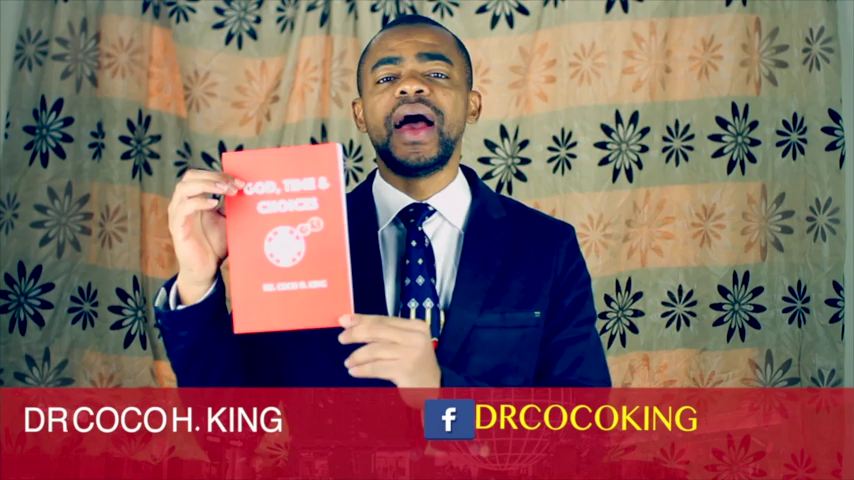 GOD, TIME &
CHOICES
DR. COCO H. KING
DR COCO H. KING
f DRCOCOKING